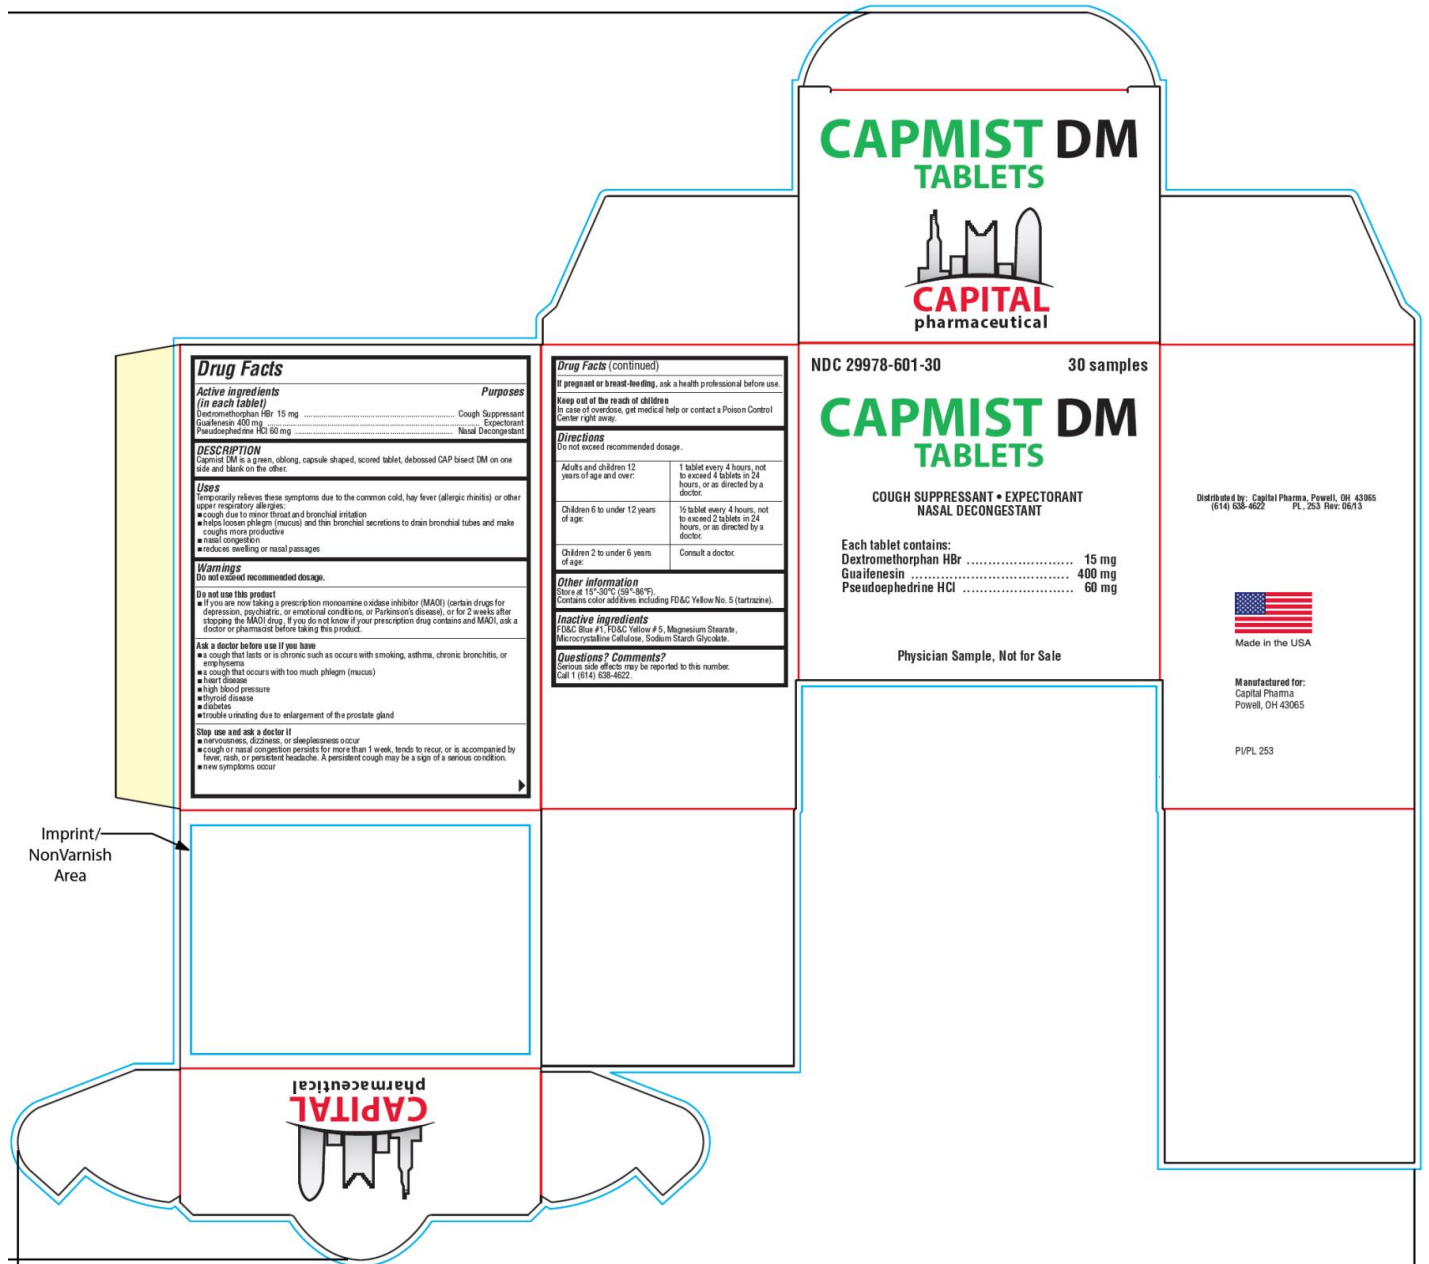 CAPMIST DM
TABLETS
CAPITAL
pharmaceutical
Drug Facts
Active ingredients Purposes
(in each tablet)
Dextromethorphan HBr 15 mg ........ Cough Suppressant
Guaifenesin 400 mg ........ Expectorant
Pseudoephedrine HCl 60 mg ........ Nasal Decongestant
DESCRIPTION
Capmist DM is a green, oblong, capsule shaped, scored tablet, debossed CAP bisect DM on one
side and blank on the other.
Uses
Temporarily relieves these symptoms due to the common cold, hay fever (allergic rhinitis) or other
upper respiratory allergies:
■ cough due to minor throat and bronchial irritation
■ helps loosen phlegm (mucus) and thin bronchial secretions to drain bronchial tubes and make
coughs more productive
■ nasal congestion
■ reduces swelling or nasal passages
Warnings
Do not exceed recommended dosage.
Do not use this product
■ If you are now taking a prescription monoamine oxidase inhibitor (MAOI) (certain drugs for
depression, psychiatric, or emotional conditions, or Parkinson's disease), or for 2 weeks after
stopping the MAOI drug, If you do not know if your prescription drug contains and MAOI, ask a
doctor or pharmacist before taking this product.
Ask a doctor before use if you have
■ a cough that lasts or is chronic such as occurs with smoking, asthma, chronic bronchitis, or
emphysema
■ a cough that occurs with too much phlegm (mucus)
■ heart disease
■ high blood pressure
■ thyroid disease
■ diabetes
■ trouble urinating due to enlargement of the prostate gland
Stop use and ask a doctor if
■ nervousness, dizziness, or sleeplessness occur
■ cough or nasal congestion persists for more than 1 week, tends to recur, or is accompanied by
fever, rash, or persistent headache. A persistent cough may be a sign of a serious condition.
■ new symptoms occur
Drug Facts (continued)
If pregnant or breast-feeding, ask a health professional before use.
Keep out of the reach of children
In case of overdose, get medical help or contact a Poison Control
Center right away.
Directions
Do not exceed recommended dosage.
Adults and children 12 1 tablet every 4 hours, not
years of age and over: to exceed 4 tablets in 24
hours, or as directed by a
doctor.
Children 6 to under 12 years ½ tablet every 4 hours, not
of age: to exceed 2 tablets in 24
hours, or as directed by a
doctor.
Children 2 to under 6 years Consult a doctor.
of age:
Other information
Store at 15°-30°C (59°-86°F).
Contains color additives including FD&C Yellow No. 5 (tartrazine).
Inactive ingredients
FD&C Blue #1, FD&C Yellow # 5, Magnesium Stearate,
Microcrystalline Cellulose, Sodium Starch Glycolate.
Questions? Comments?
Serious side effects may be reported to this number.
Call 1 (614) 638-4622.
NDC 29978-601-30 30 samples
CAPMIST DM
TABLETS
COUGH SUPPRESSANT • EXPECTORANT
NASAL DECONGESTANT
Each tablet contains:
Dextromethorphan HBr ........ 15 mg
Guaifenesin ........ 400 mg
Pseudoephedrine HCl ........ 60 mg
Physician Sample, Not for Sale
Distributed by: Capital Pharma, Powell, OH 43065
(614) 638-4622 PL, 253 Rev: 06/13
Made in the USA
Manufactured for:
Capital Pharma
Powell, OH 43065
PI/PL 253
Imprint/
NonVarnish
Area
CAPITAL
pharmaceutical